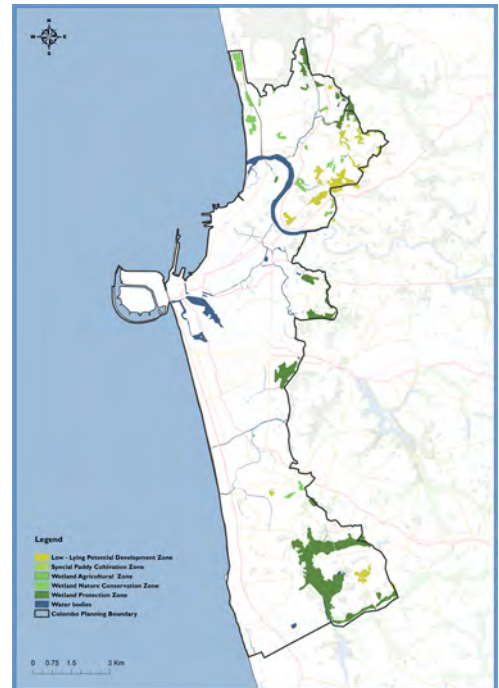 N
W E
S
Legend
Low - Lying Potential Development Zone
Special Paddy Cultivation Zone
Wetland Agricultural Zone
Wetland Nature Conservation Zone
Wetland Protection Zone
Water bodies
Colombo Planning Boundary
0 0.75 1.5 3 Km